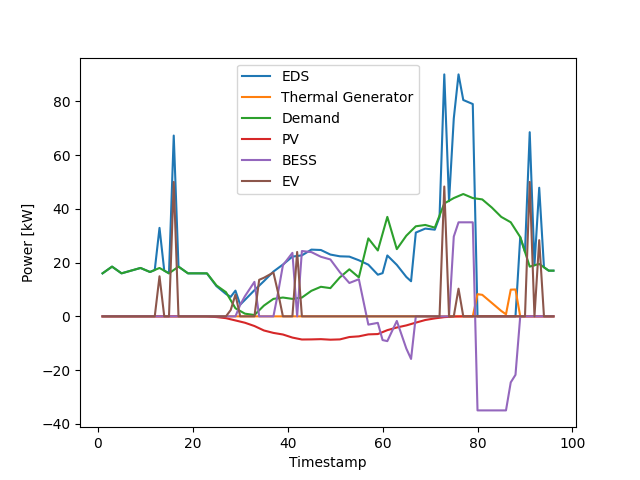 EDS
Thermal Generator
Demand
PV
BESS
EV
Power [kW]
80
60
40
20
0
−20
−40
0 20 40 60 80 100
Timestamp